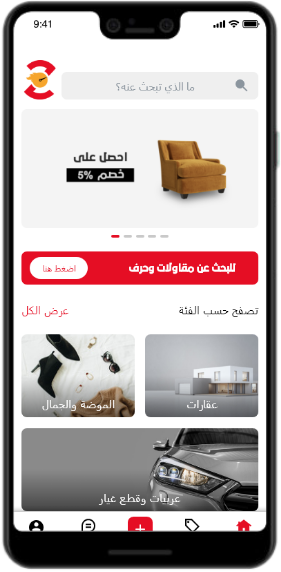 9:41
ما الذي تبحث عنه؟
احصل على
خصم 5%
للبحث عن مقاولات وحرف
اضغط هنا
تصفح حسب الفئة
عرض الكل
عقارات
الموضة والجمال
عربيات وقطع غيار